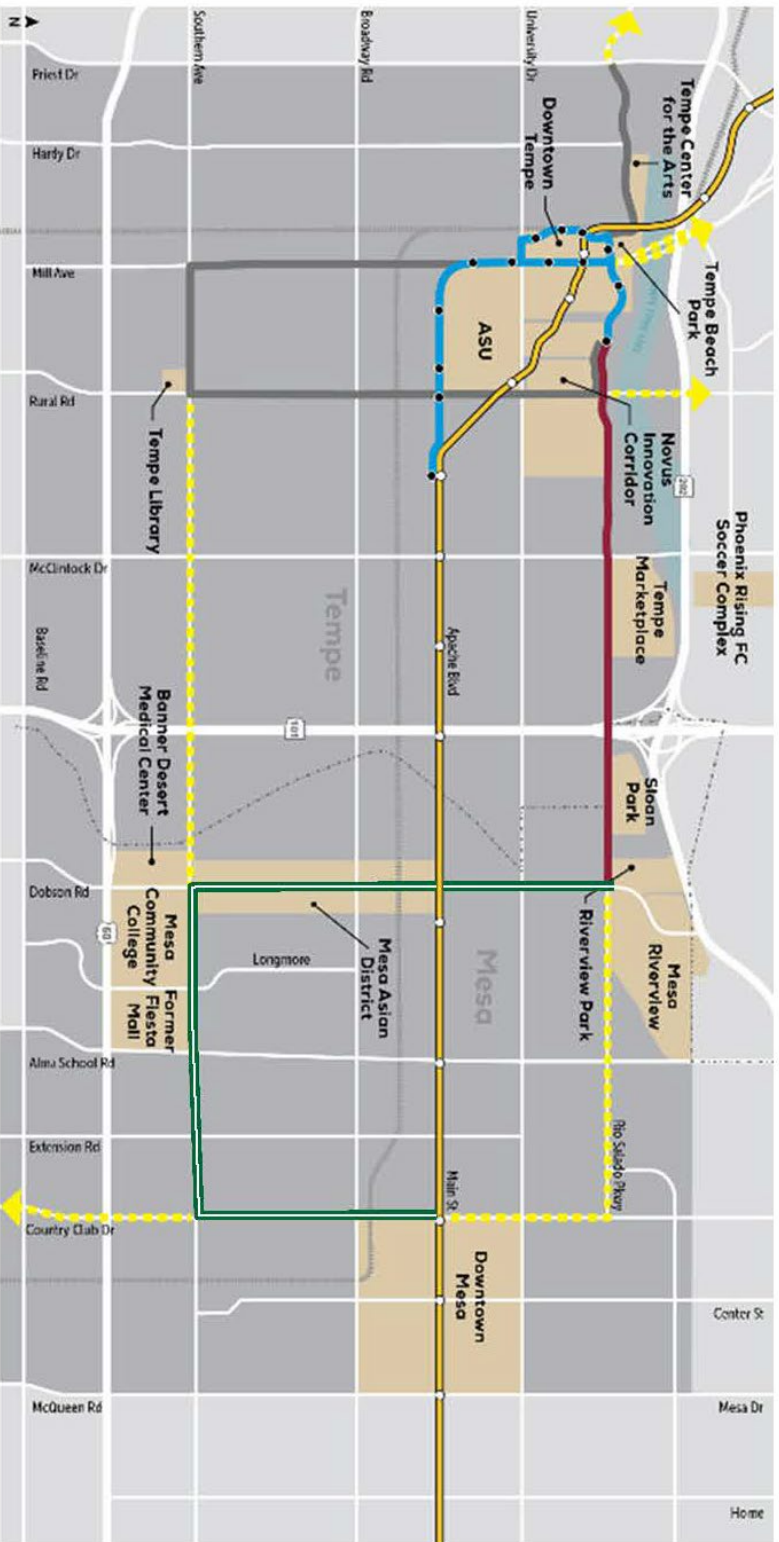 N
Priest Dr
Hardy Dr
Mill Ave
Rural Rd
McClintock Dr
Baseline Rd
Dobson Rd
Longmore
Alma School Rd
Extension Rd
Country Club Dr
McQueen Rd
Center St
Mesa Dr
Home
Southern Ave
Broadway Rd
University Dr
Apache Blvd
Main St
Rio Salado Pkwy
Tempe Center
for the Arts
Downtown
Tempe
Tempe Beach
Park
ASU
Novus
Innovation
Corridor
Tempe Library
202
Phoenix Rising FC
Soccer Complex
Tempe
Marketplace
Tempe
101
Banner Desert
Medical Center
Sloan
Park
Riverview Park
Mesa
Riverview
Mesa
Mesa Asian
District
60
Mesa
Community
College
Former
Fiesta
Mall
Downtown
Mesa